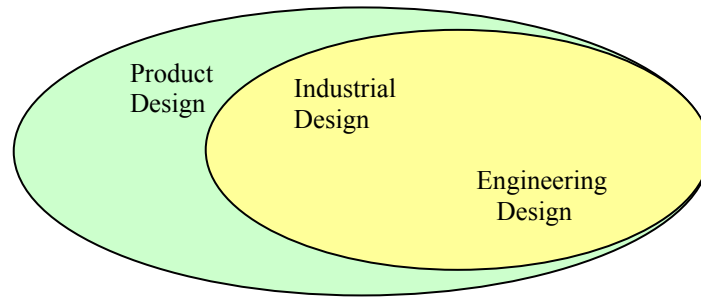 Product
Design
Industrial
Design
Engineering
Design